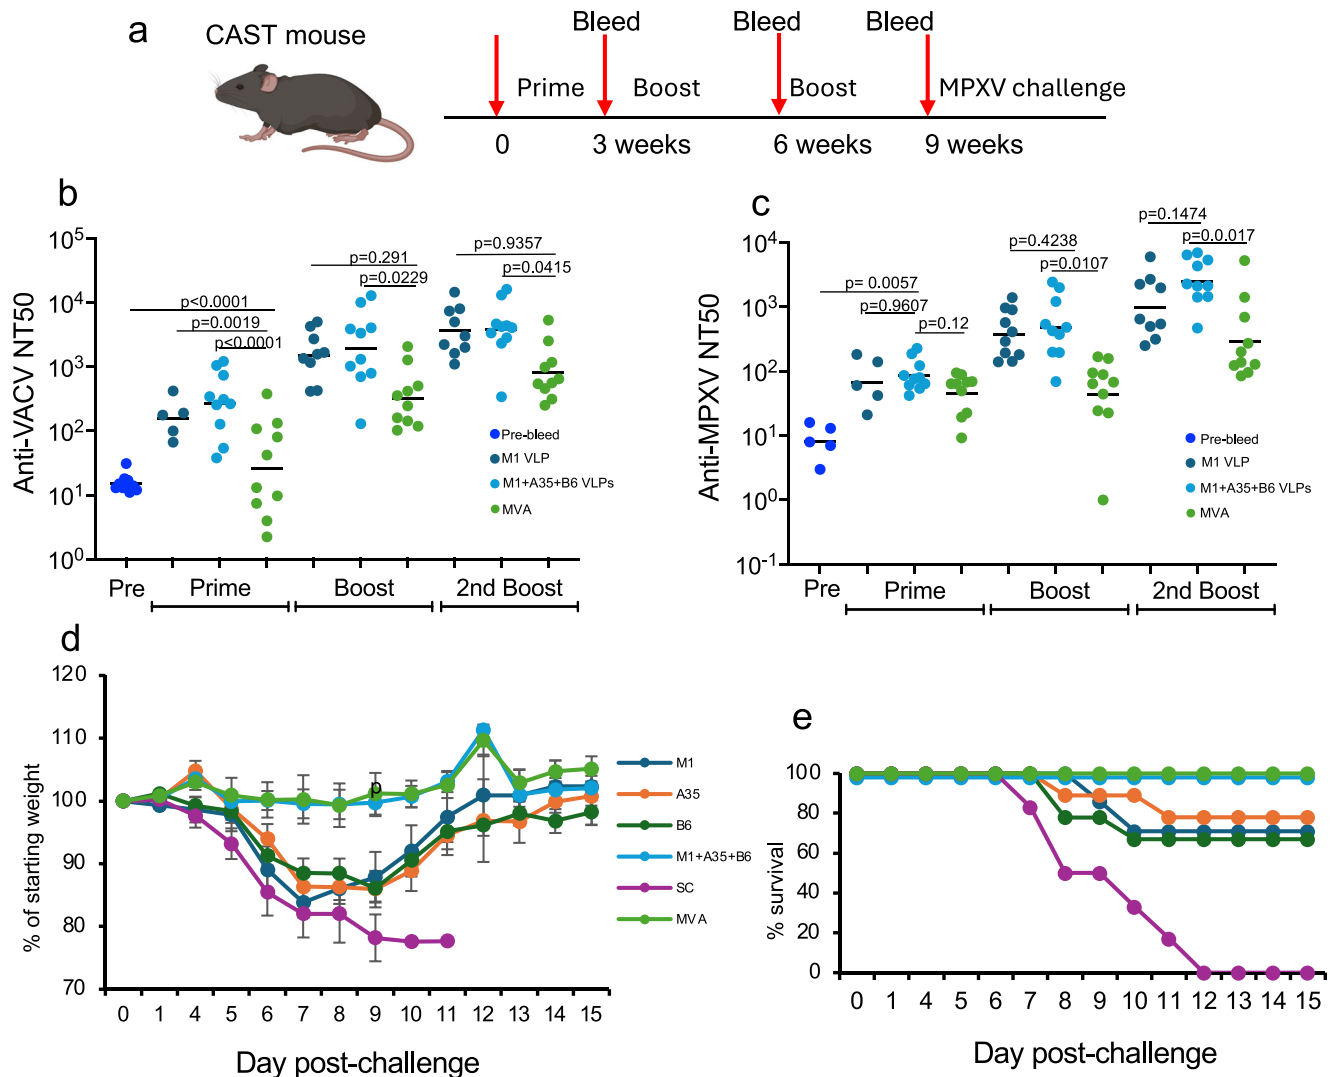 a
CAST mouse
Bleed Bleed Bleed
Prime Boost Boost MPXV challenge
0 3 weeks 6 weeks 9 weeks
b
Anti-VACV NT50
10^5
10^4
10^3
10^2
10^1
10^0
p<0.0001
p=0.0019
p<0.0001
p=0.291
p=0.0229
p=0.9357
p=0.0415
Pre-bleed
M1 VLP
M1+A35+B6 VLPs
MVA
Pre Prime Boost 2nd Boost
c
Anti-MPXV NT50
10^4
10^3
10^2
10^1
10^0
10^-1
p= 0.0057
p=0.9607
p=0.12
p=0.4238
p=0.0107
p=0.1474
p=0.0.017
Pre-bleed
M1 VLP
M1+A35+B6 VLPs
MVA
Pre Prime Boost 2nd Boost
d
% of starting weight
120
110
100
90
80
70
p
0 1 4 5 6 7 8 9 10 11 12 13 14 15
Day post-challenge
M1
A35
B6
M1+A35+B6
SC
MVA
e
% survival
100
80
60
40
20
0
0 1 4 5 6 7 8 9 10 11 12 13 14 15
Day post-challenge